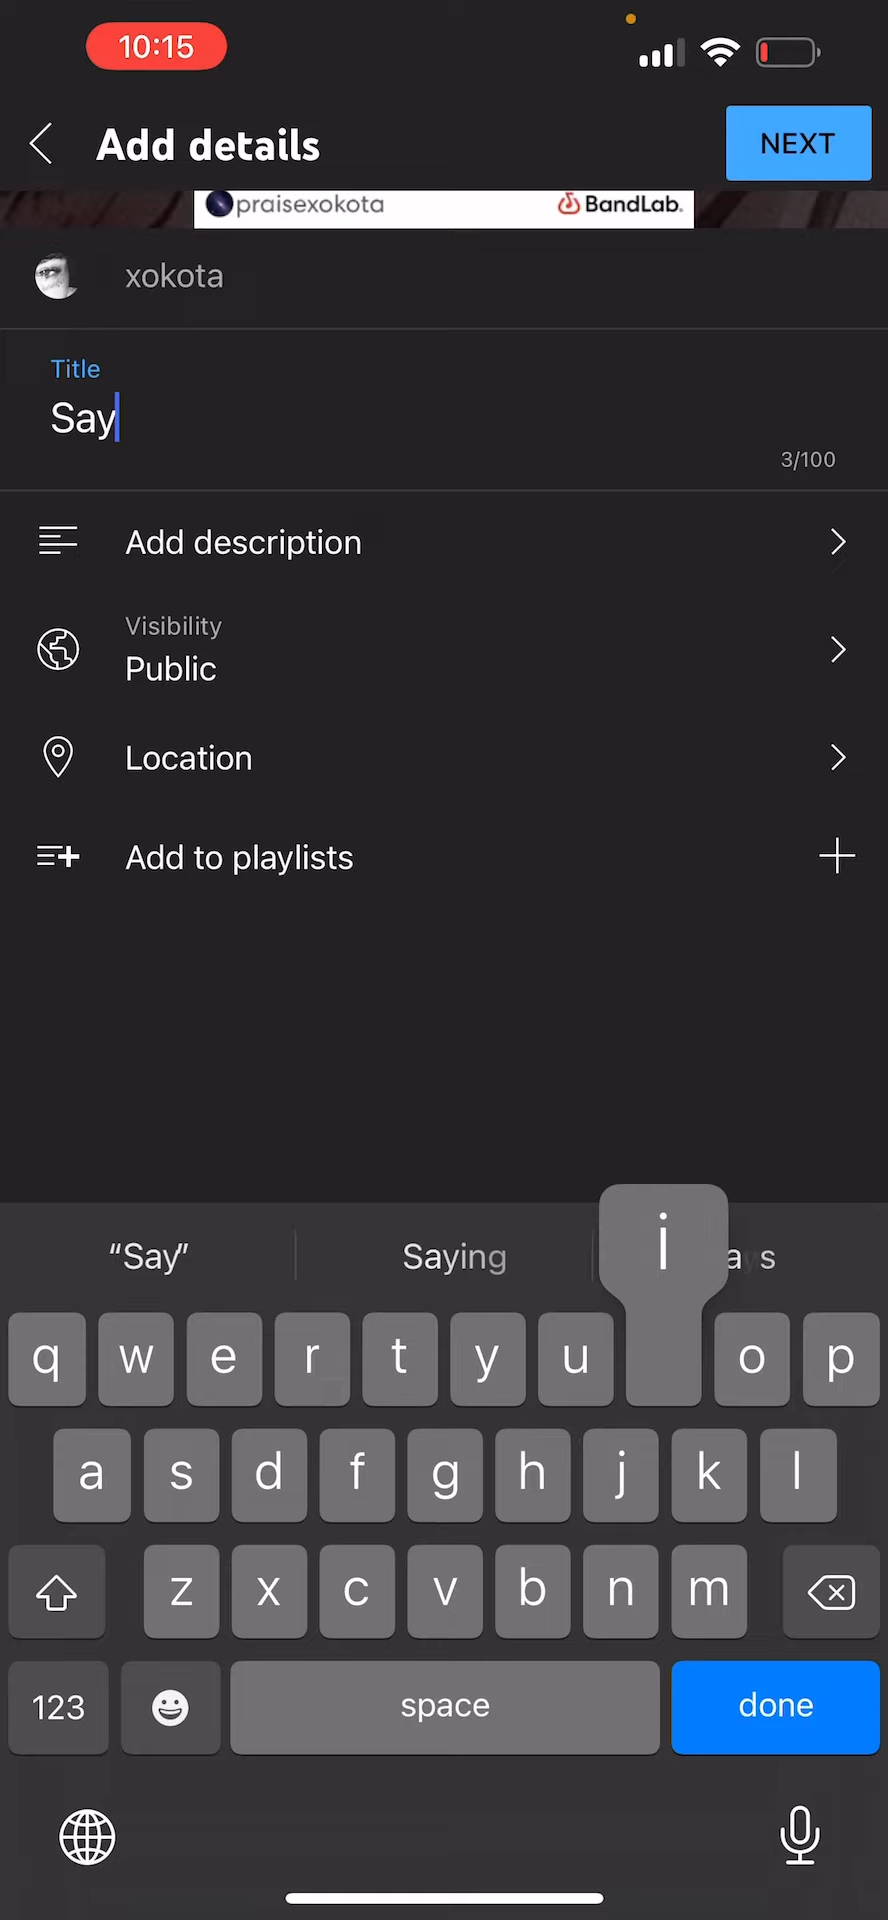 10:15
Add details
NEXT
praisexokota
BandLab.
xokota
Title
Say
3/100
Add description
Visibility
Public
Location
Add to playlists
"Say" Saying ays
i
q w e r t y u o p
a s d f g h j k l
z x c v b n m
123 space done